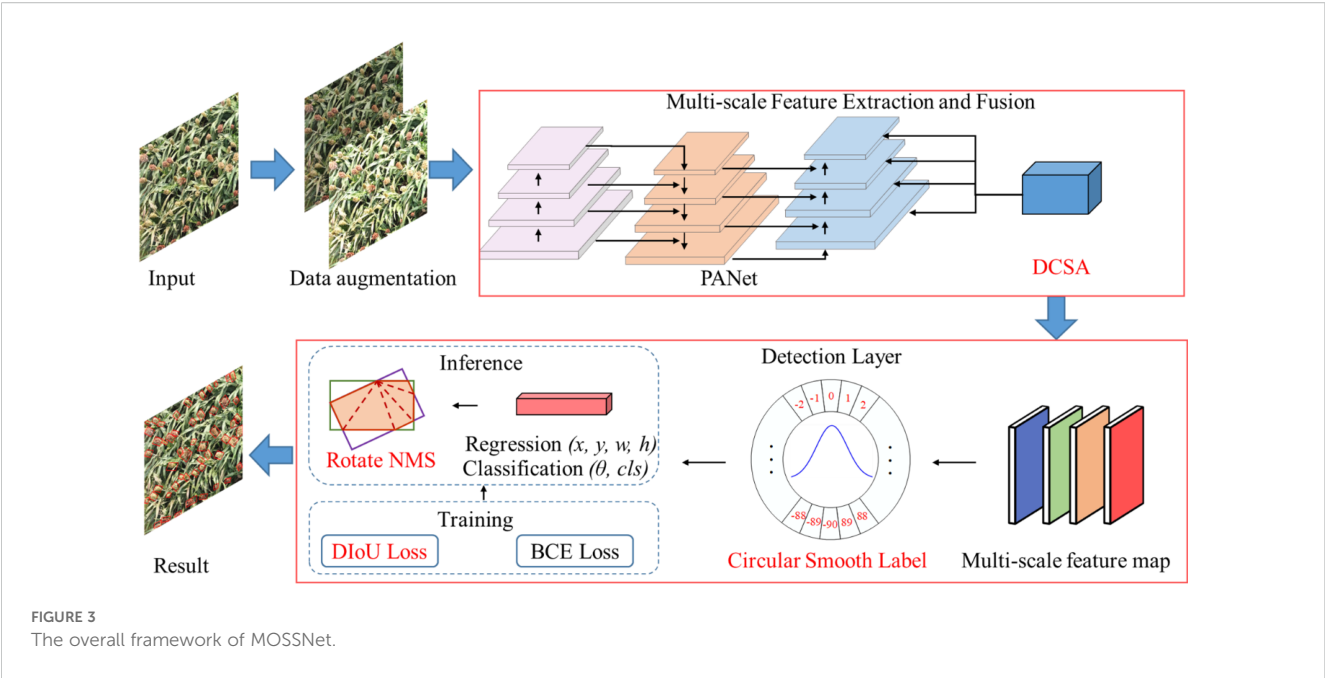 Multi-scale Feature Extraction and Fusion
Input
Data augmentation
PANet
DCSA
Detection Layer
Inference
Regression (x, y, w, h)
Classification (θ, cls)
Rotate NMS
Training
DIoU Loss
BCE Loss
-2
-1
0
1
2
-88
-89
-90
89
88
Circular Smooth Label
Multi-scale feature map
Result
FIGURE 3
The overall framework of MOSSNet.